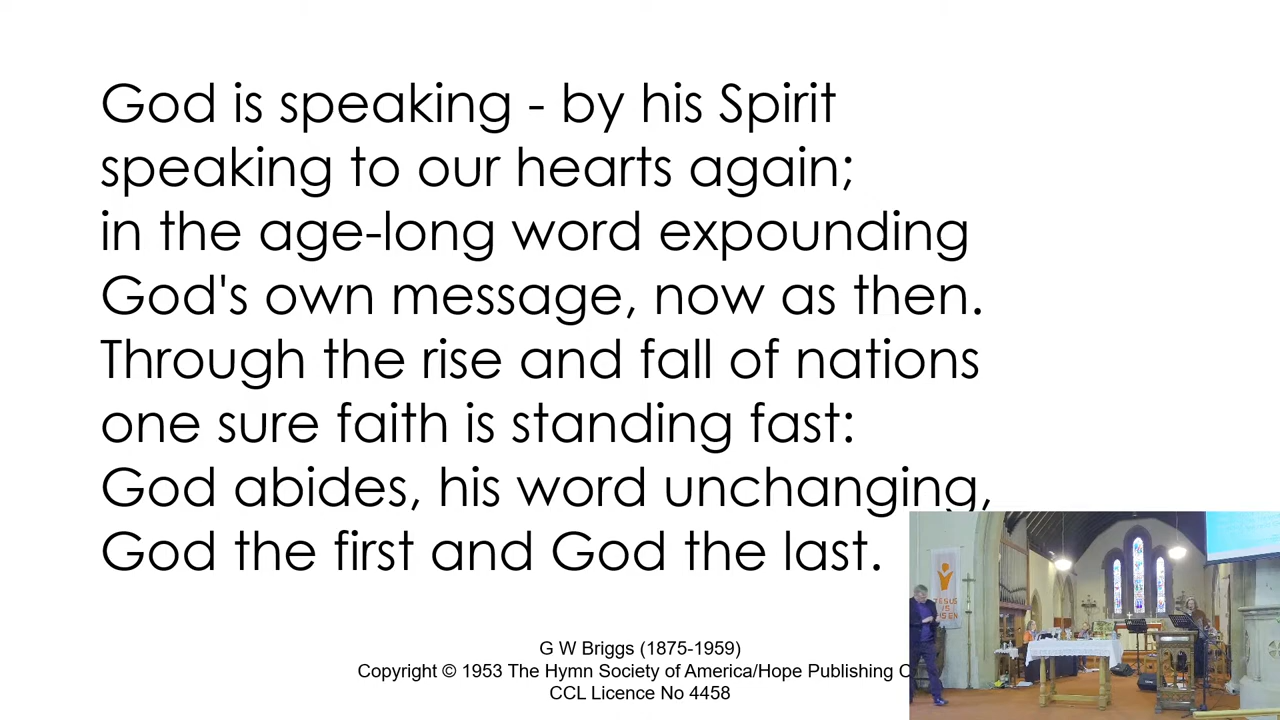 God is speaking - by his Spirit
speaking to our hearts again;
in the age-long word expounding
God's own message, now as then.
Through the rise and fall of nations
one sure faith is standing fast:
God abides, his word unchanging,
God the first and God the last.
G W Briggs (1875-1959)
Copyright © 1953 The Hymn Society of America/Hope Publishing
CCL Licence No 4458
JESUS
IS
RISEN